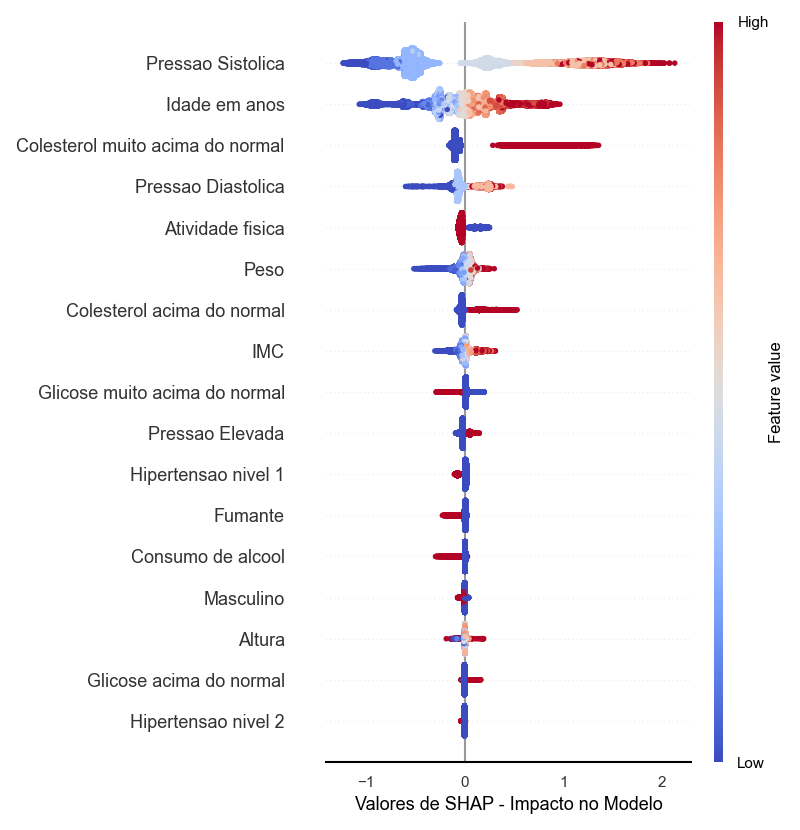 High
Pressao Sistolica
Idade em anos
Colesterol muito acima do normal
Pressao Diastolica
Atividade fisica
Peso
Colesterol acima do normal
IMC
Glicose muito acima do normal
Pressao Elevada
Hipertensao nivel 1
Fumante
Consumo de alcool
Masculino
Altura
Glicose acima do normal
Hipertensao nivel 2
Feature value
Low
−1 0 1 2
Valores de SHAP - Impacto no Modelo